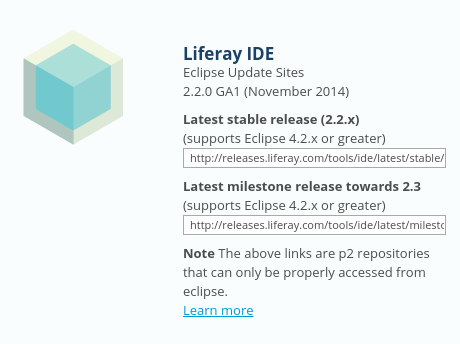 Liferay IDE
Eclipse Update Sites
2.2.0 GA1 (November 2014)
Latest stable release (2.2.x)
(supports Eclipse 4.2.x or greater)
http://releases.liferay.com/tools/ide/latest/stable/
Latest milestone release towards 2.3
(supports Eclipse 4.2.x or greater)
http://releases.liferay.com/tools/ide/latest/milesto
Note The above links are p2 repositories
that can only be properly accessed from
eclipse.
Learn more